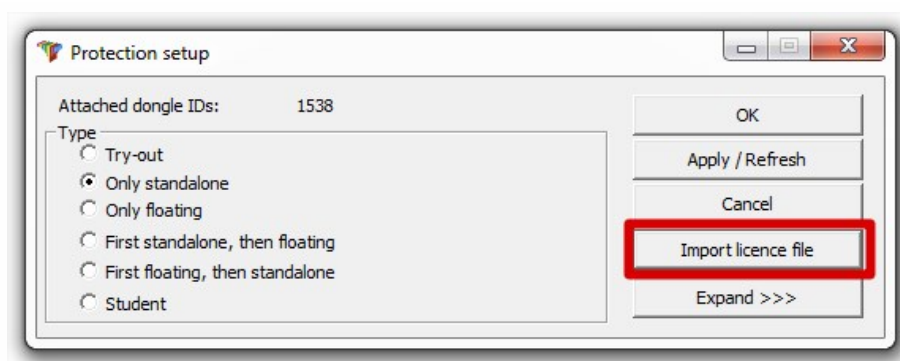 Protection setup
Attached dongle IDs: 1538
Type
Try-out
Only standalone
Only floating
First standalone, then floating
First floating, then standalone
Student
OK
Apply / Refresh
Cancel
Import licence file
Expand >>>